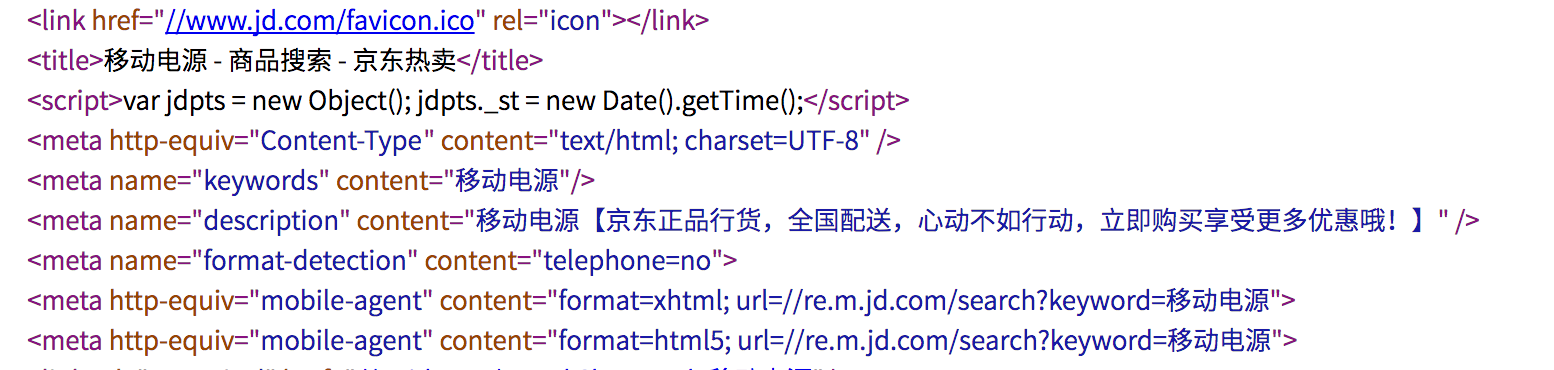 <link href="//www.jd.com/favicon.ico" rel="icon"></link>
<title>移动电源 - 商品搜索 - 京东热卖</title>
<script>var jdpts = new Object(); jdpts._st = new Date().getTime();</script>
<meta http-equiv="Content-Type" content="text/html; charset=UTF-8" />
<meta name="keywords" content="移动电源"/>
<meta name="description" content="移动电源【京东正品行货，全国配送，心动不如行动，立即购买享受更多优惠哦！】" />
<meta name="format-detection" content="telephone=no">
<meta http-equiv="mobile-agent" content="format=xhtml; url=//re.m.jd.com/search?keyword=移动电源">
<meta http-equiv="mobile-agent" content="format=html5; url=//re.m.jd.com/search?keyword=移动电源">